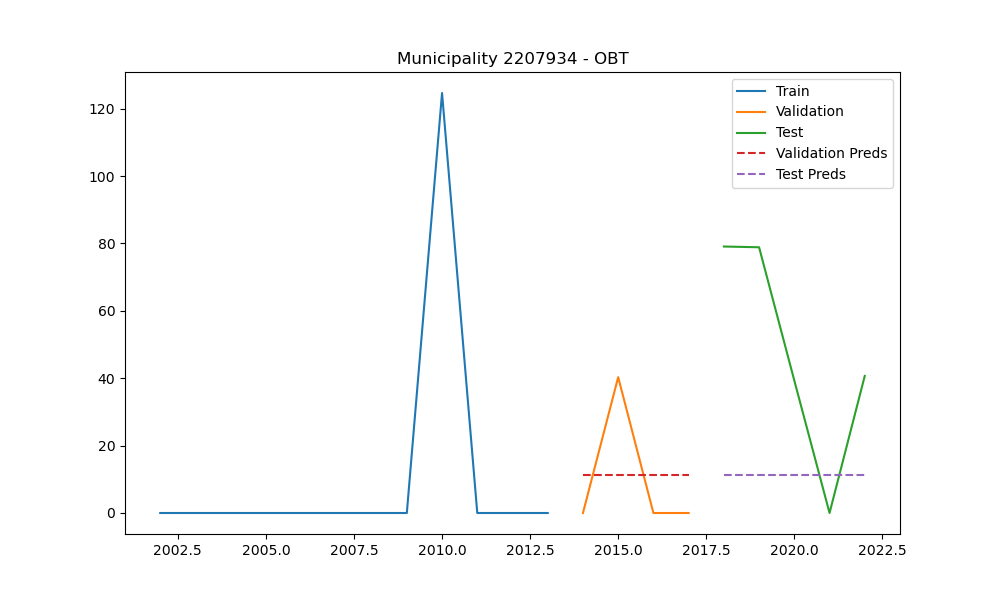 Municipality 2207934 - OBT
Train
Validation
Test
Validation Preds
Test Preds
120
100
80
60
40
20
0
2002.5 2005.0 2007.5 2010.0 2012.5 2015.0 2017.5 2020.0 2022.5